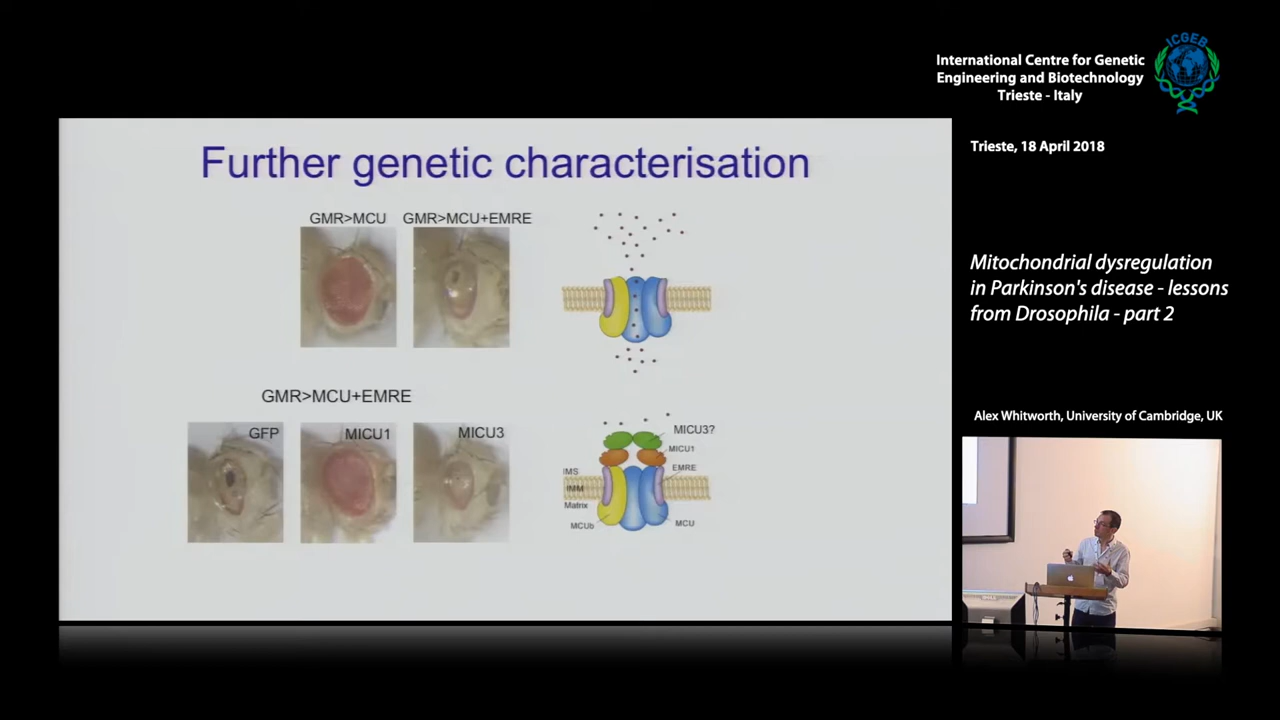 ICGEB
International Centre for Genetic
Engineering and Biotechnology
Trieste - Italy
Trieste, 18 April 2018
Further genetic characterisation
GMR>MCU
GMR>MCU+EMRE
GMR>MCU+EMRE
GFP
MICU1
MICU3
MICU3?
MICU1
EMRE
IMS
IMM
Matrix
MCUb
MCU
Mitochondrial dysregulation
in Parkinson's disease - lessons
from Drosophila - part 2
Alex Whitworth, University of Cambridge, UK